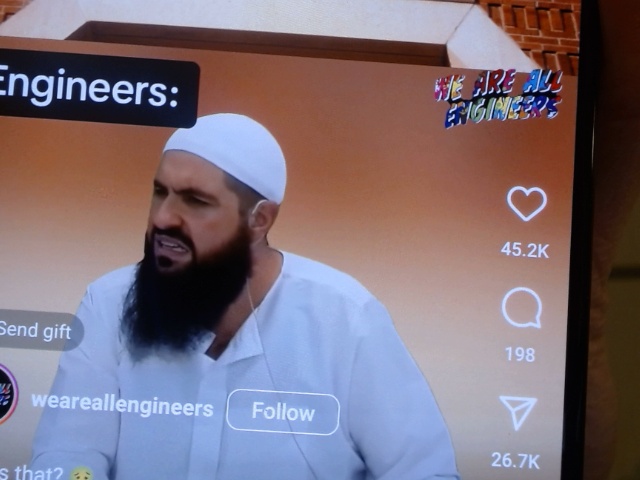 Engineers:
WE ARE ALL
ENGINEERS
45.2K
198
Send gift
weareallengineers
Follow
26.7K
s that? 😥